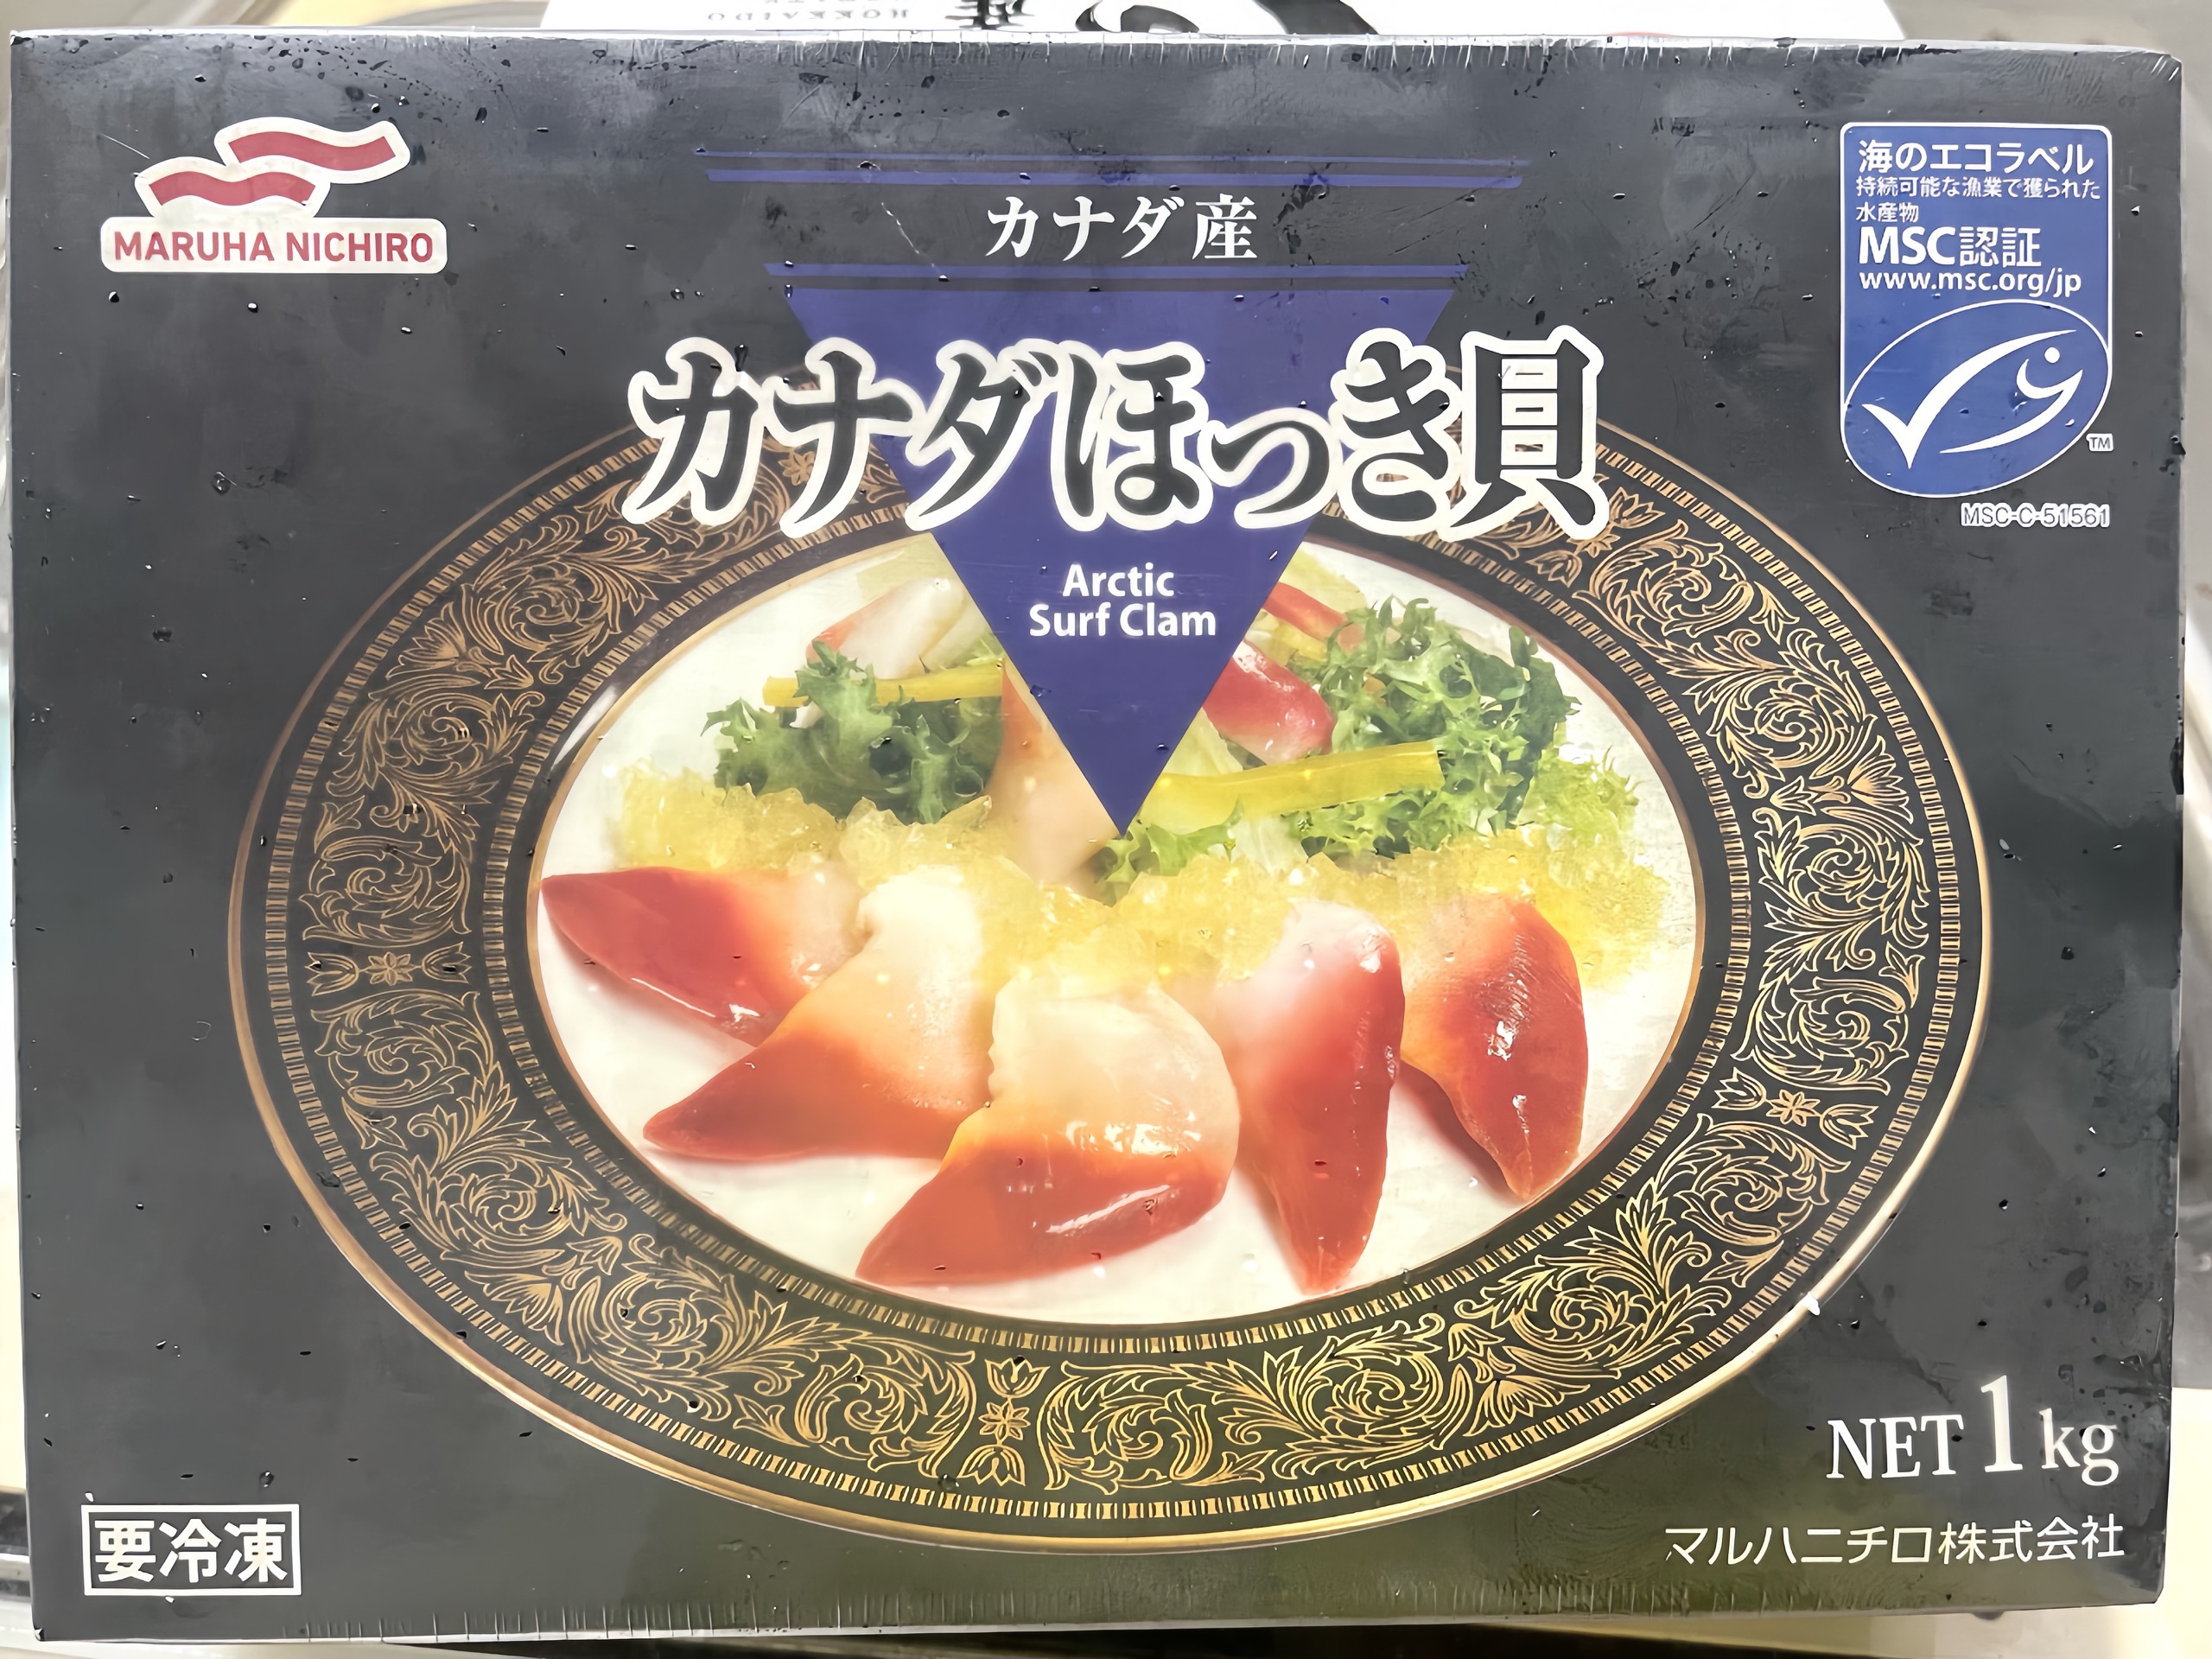 MARUHA NICHIRO
カナダ産
海のエコラベル
持続可能な漁業で獲られた
水産物
MSC認証
www.msc.org/jp
TM
MSC-C-51561
カナダほっき貝
Arctic
Surf Clam
NET 1kg
マルハニチロ株式会社
要冷凍